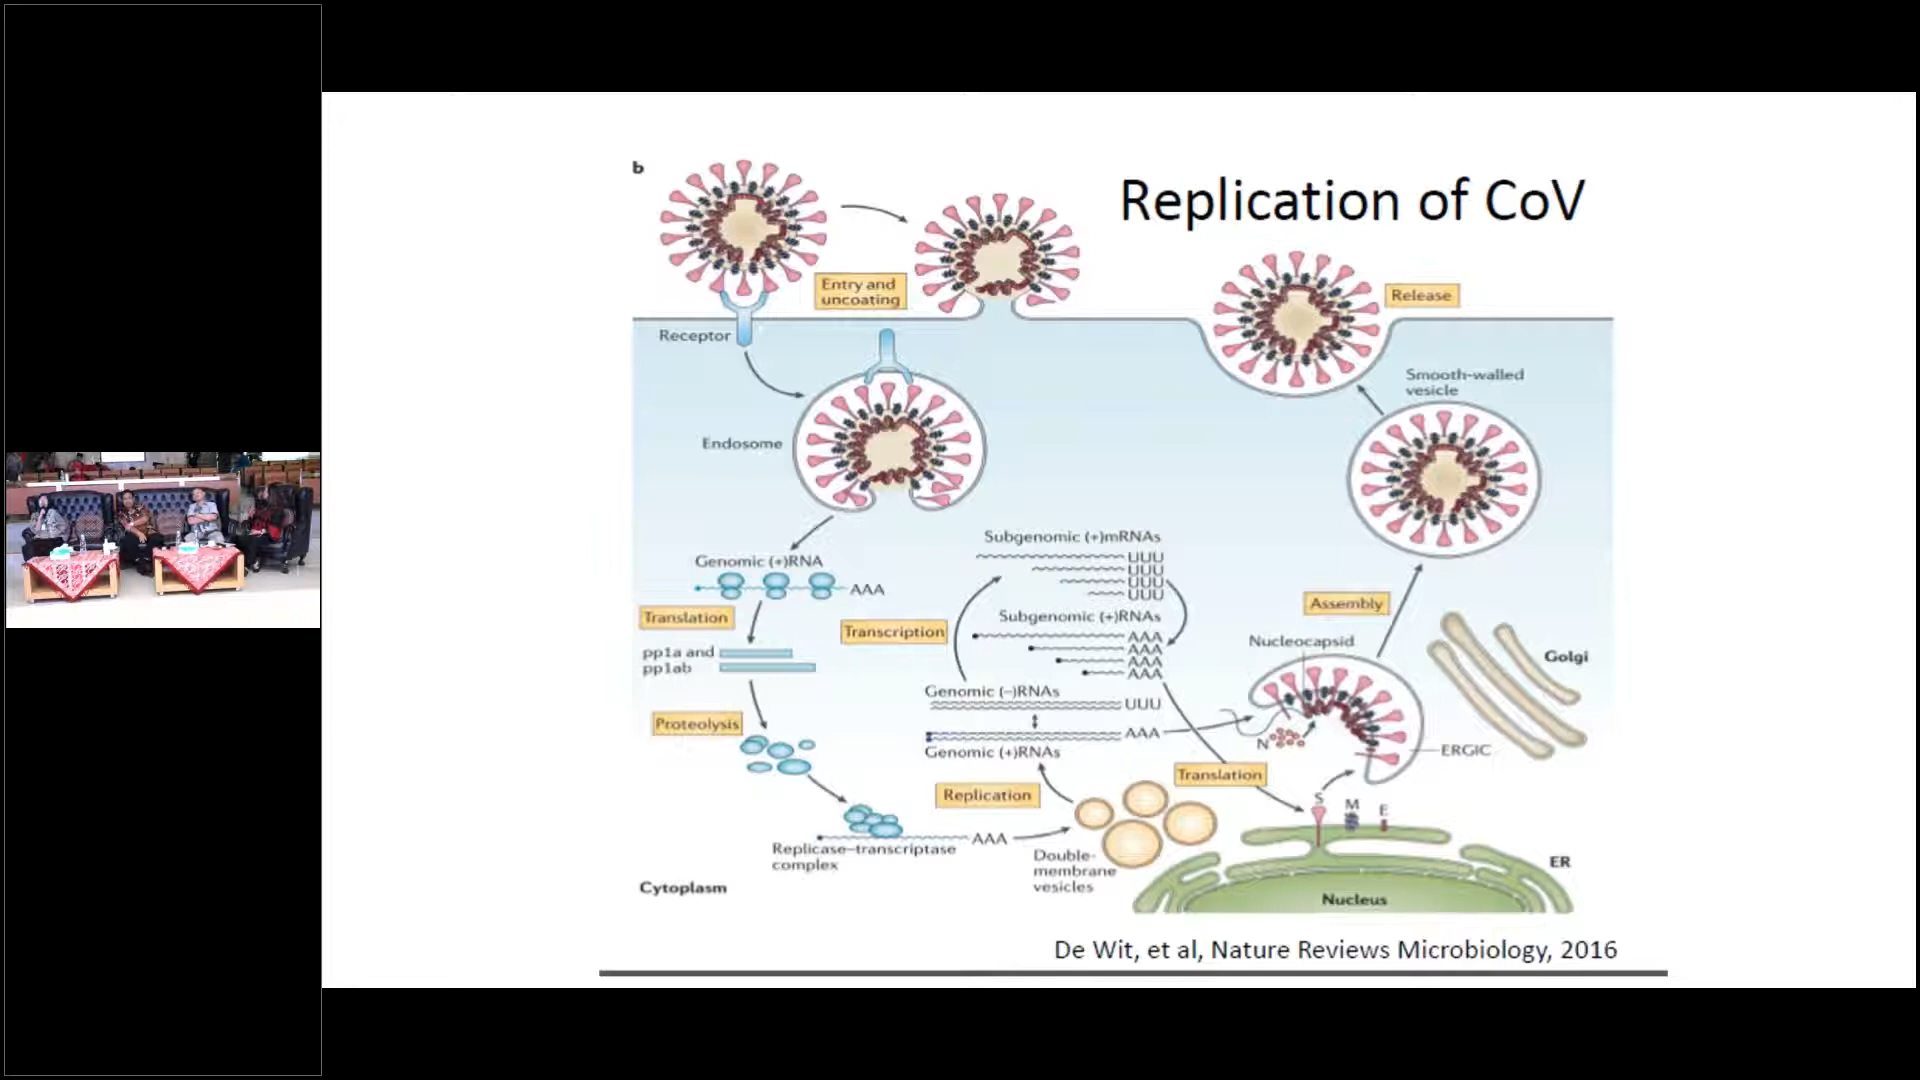 b
Replication of CoV
Entry and
uncoating
Release
Receptor
Smooth-walled
vesicle
Endosome
Subgenomic (+)mRNAs
UUU
UUU
UUU
UUU
Genomic (+)RNA
AAA
Translation
Assembly
Subgenomic (+)RNAs
AAA
AAA
AAA
AAA
Transcription
Nucleocapsid
pp1a and
pp1ab
Golgi
Genomic (−)RNAs
UUU
Proteolysis
AAA
Genomic (+)RNAs
N
ERGIC
Translation
Replication
S
M
E
AAA
Replicase–transcriptase
complex
Double-
membrane
vesicles
ER
Cytoplasm
Nucleus
De Wit, et al, Nature Reviews Microbiology, 2016